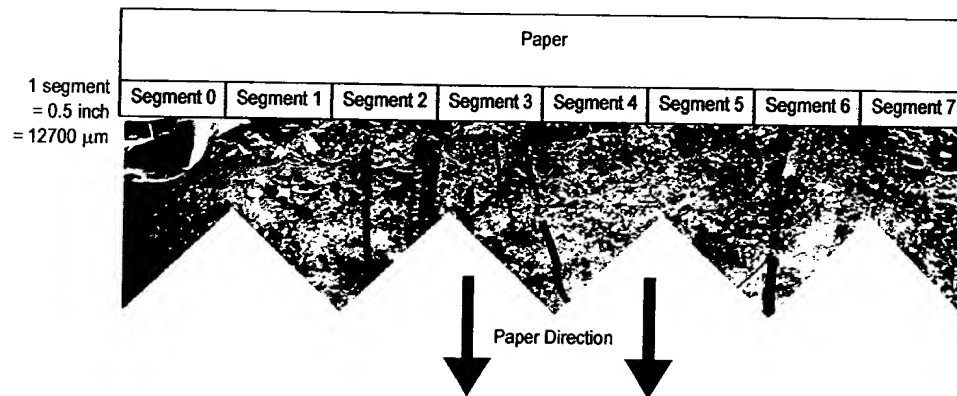 Paper
1 segment
= 0.5 inch
= 12700 µm
Segment 0 Segment 1 Segment 2 Segment 3 Segment 4 Segment 5 Segment 6 Segment 7
Paper Direction